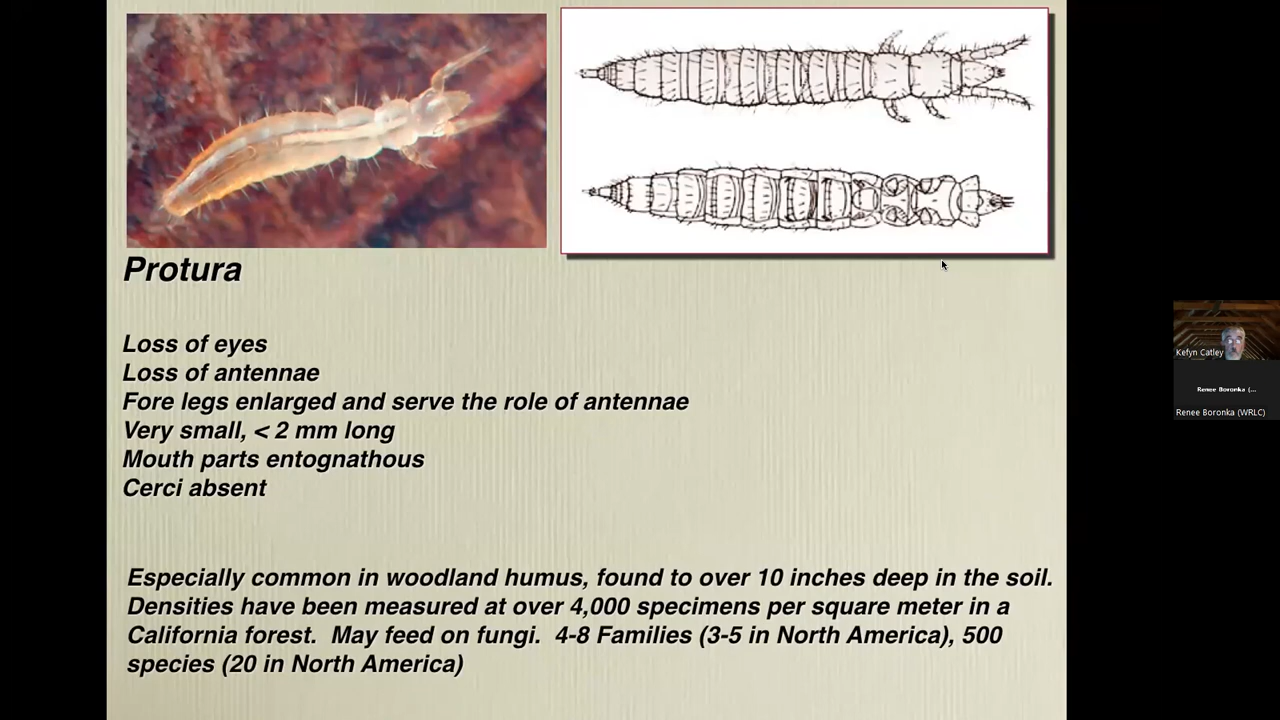 Protura
Loss of eyes
Loss of antennae
Fore legs enlarged and serve the role of antennae
Very small, < 2 mm long
Mouth parts entognathous
Cerci absent
Especially common in woodland humus, found to over 10 inches deep in the soil.
Densities have been measured at over 4,000 specimens per square meter in a
California forest.  May feed on fungi.  4-8 Families (3-5 in North America), 500
species (20 in North America)
Kefyn Catley
Renee Boronka (...
Renee Boronka (WRLC)